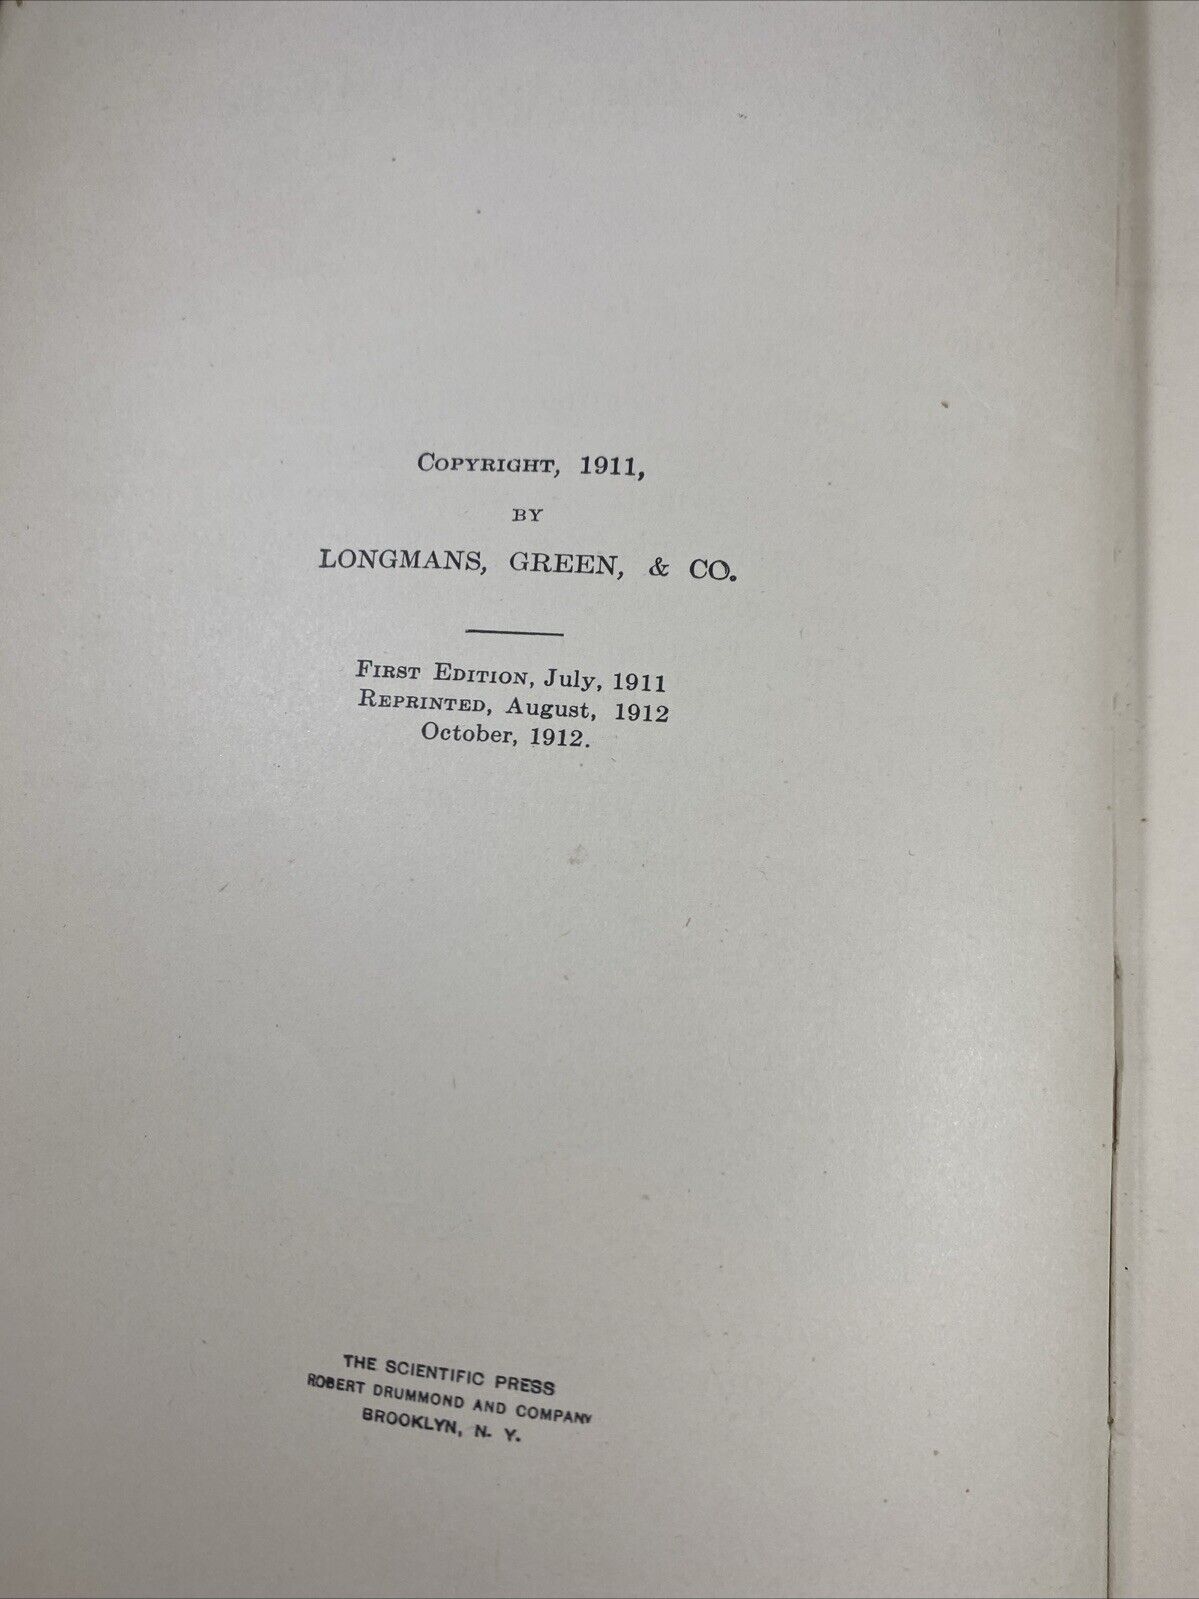 COPYRIGHT, 1911,
BY
LONGMANS, GREEN, & CO.
FIRST EDITION, July, 1911
REPRINTED, August, 1912
October, 1912.
THE SCIENTIFIC PRESS
ROBERT DRUMMOND AND COMPANY
BROOKLYN, N. Y.